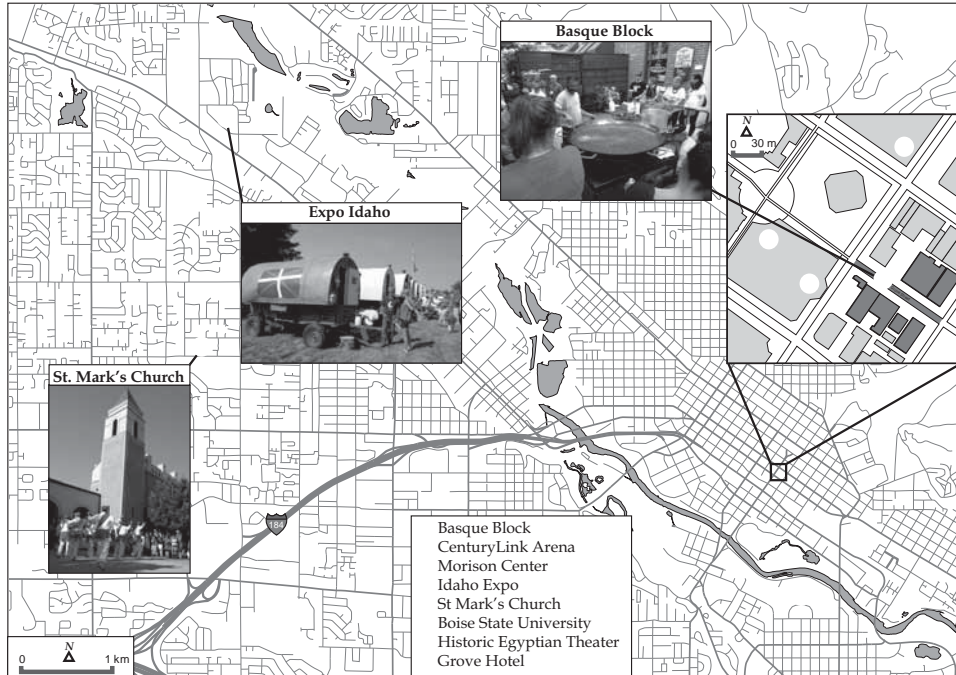 Basque Block
N
0 30 m
Expo Idaho
St. Mark's Church
184
Basque Block
CenturyLink Arena
Morison Center
Idaho Expo
St Mark's Church
Boise State University
Historic Egyptian Theater
Grove Hotel
N
0 1 km